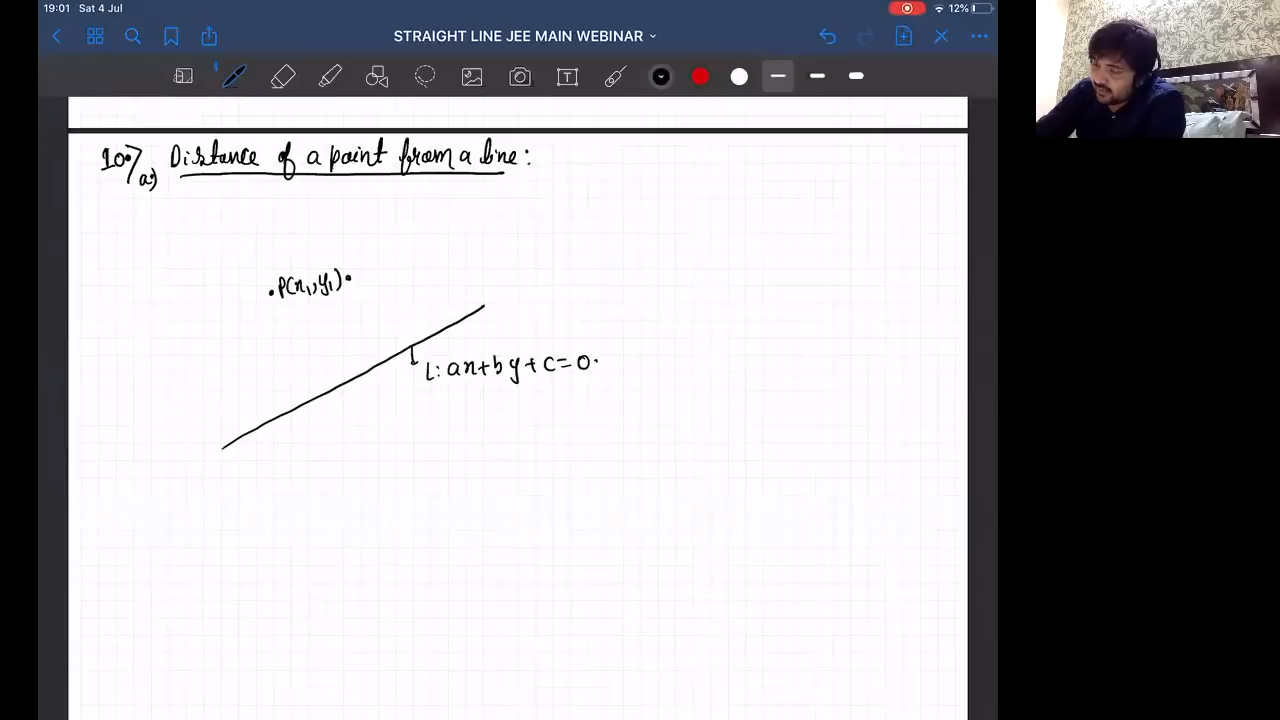 19:01 Sat 4 Jul
12%
STRAIGHT LINE JEE MAIN WEBINAR
T
10·/a·) Distance of a point from a line:
·P(x₁,y₁)·
L: ax+by+c=0·